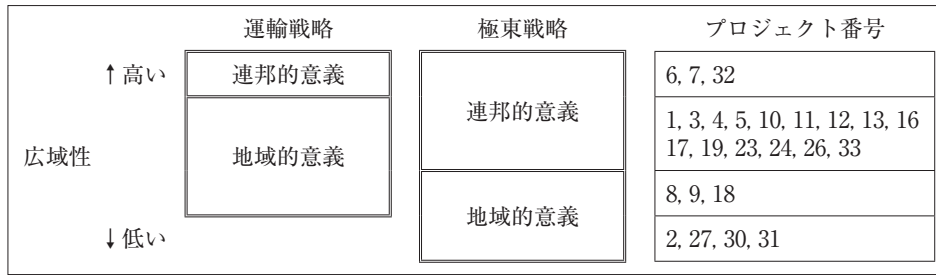 運輸戦略 極東戦略 プロジェクト番号
↑高い 連邦的意義 6, 7, 32
連邦的意義 1, 3, 4, 5, 10, 11, 12, 13, 16
17, 19, 23, 24, 26, 33
広域性 地域的意義
8, 9, 18
地域的意義
↓低い 2, 27, 30, 31